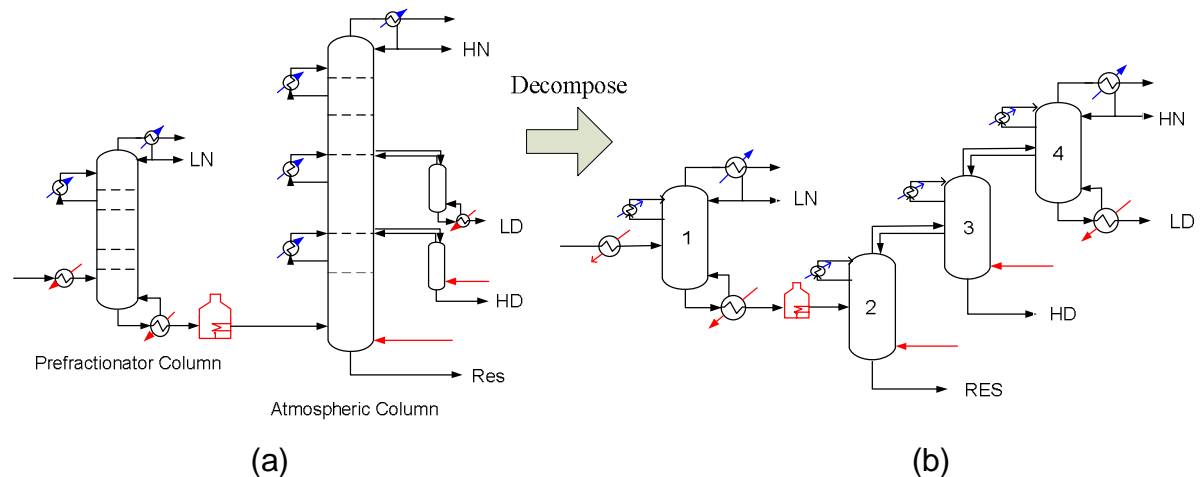 HN
Decompose
LN
LD
HD
Res
Prefractionator Column
Atmospheric Column
(a)
4
HN
LN
3
LD
1
2
HD
RES
(b)